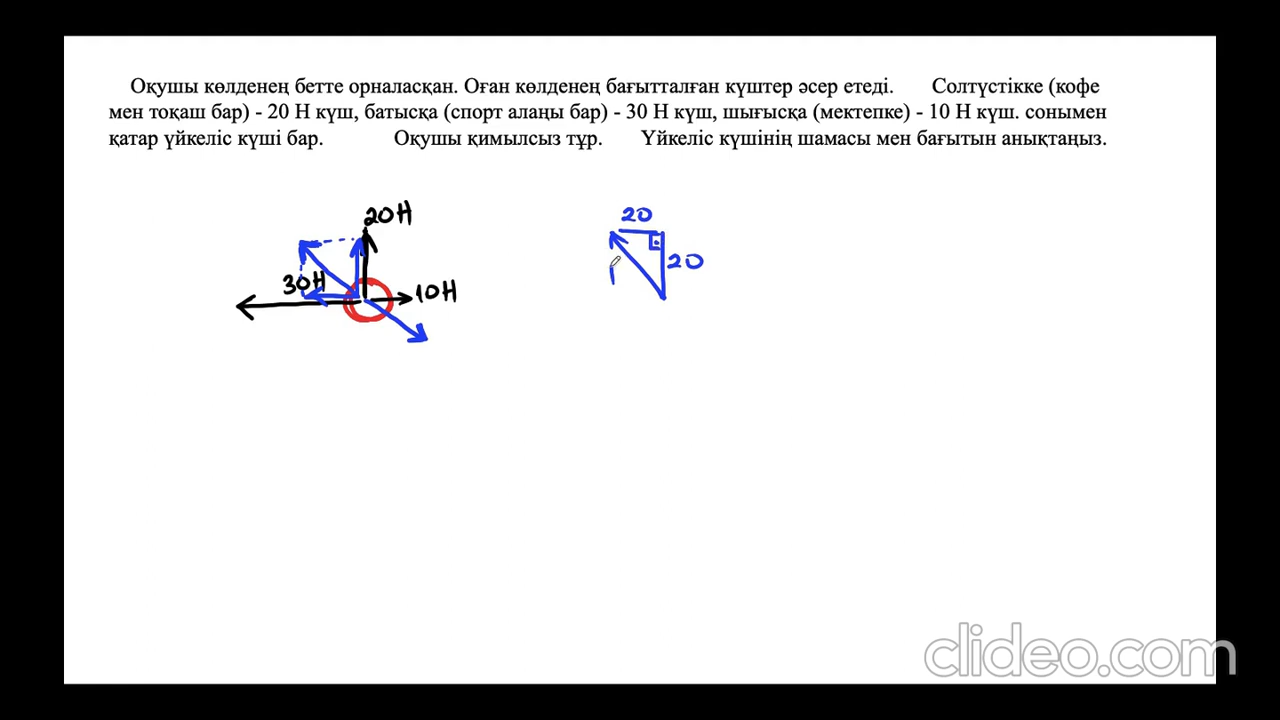 Оқушы көлденең бетте орналасқан. Оған көлденең бағытталған күштер әсер етеді. Солтүстікке (кофе
мен тоқаш бар) - 20 Н күш, батысқа (спорт алаңы бар) - 30 Н күш, шығысқа (мектепке) - 10 Н күш. сонымен
қатар үйкеліс күші бар. Оқушы қимылсыз тұр. Үйкеліс күшінің шамасы мен бағытын анықтаңыз.
20Н
20
20
30Н
10Н
clideo.com